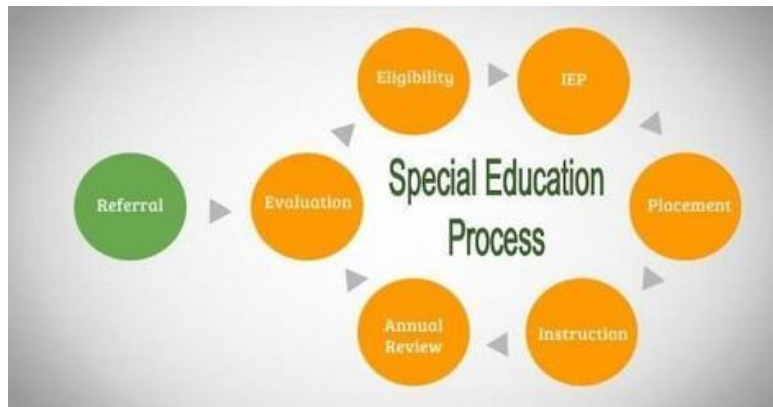 Referral
Evaluation
Eligibility
IEP
Placement
Instruction
Annual
Review
Special Education
Process